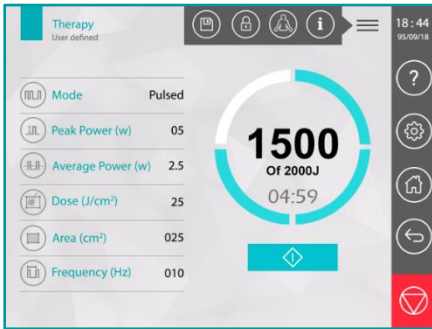 Therapy
User defined
i
18:44
95/09/18
?
Mode Pulsed
Peak Power (w) 05
Average Power (w) 2.5
Dose (J/cm²) 25
Area (cm²) 025
Frequency (Hz) 010
1500
Of 2000J
04:59